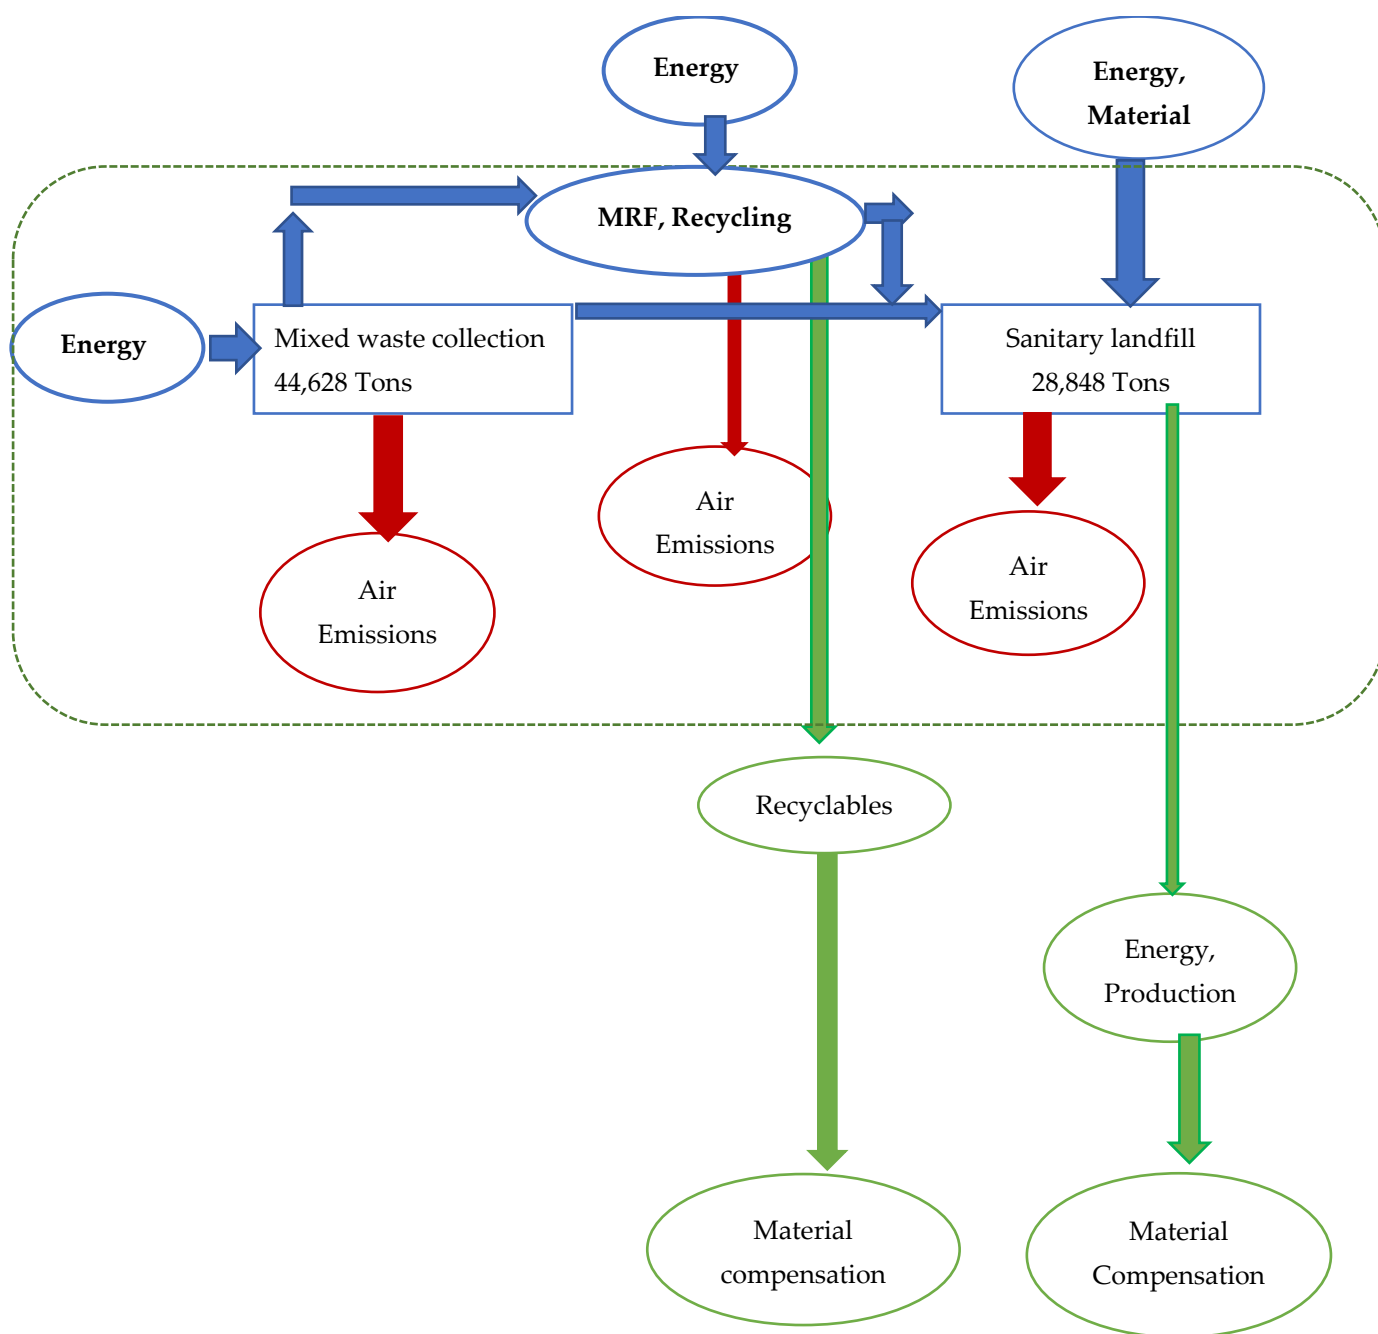 Energy
Energy,
Material
MRF, Recycling
Energy
Mixed waste collection
44,628 Tons
Sanitary landfill
28,848 Tons
Air
Emissions
Air
Emissions
Air
Emissions
Recyclables
Energy,
Production
Material
compensation
Material
Compensation